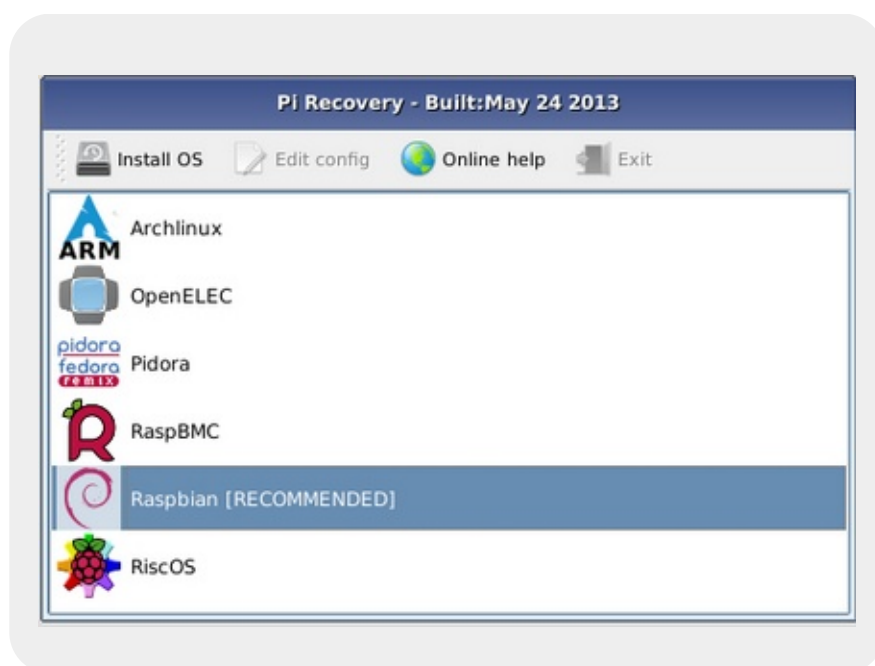 Pi Recovery - Built:May 24 2013
Install OS Edit config Online help Exit
ARM
Archlinux
OpenELEC
pidora
fedora
remix
Pidora
RaspBMC
Raspbian [RECOMMENDED]
RiscOS